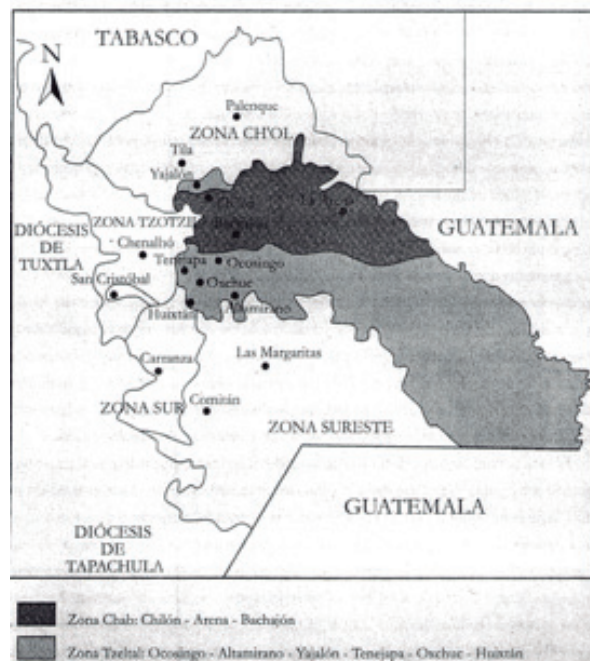 TABASCO
N
Palenque
ZONA CH'OL
Tila
Yajalón
Chilón
ZONA TZOTZIL
GUATEMALA
DIÓCESIS
DE
TUXTLA
Chenalhó
Tenejapa
Ocosingo
San Cristóbal
Oxchuc
Huixtán
Altamirano
Carranza
Las Margaritas
ZONA SUR
Comitán
ZONA SURESTE
GUATEMALA
DIÓCESIS
DE
TAPACHULA
Zona Chab: Chilón - Arena - Bachajón
Zona Tzeltal: Ocosingo - Altamirano - Yajalón - Tenejapa - Oxchuc - Huixtán